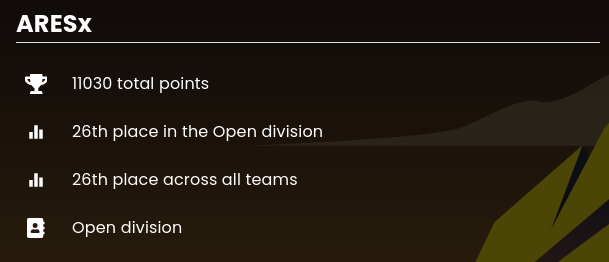 ARESx
11030 total points
26th place in the Open division
26th place across all teams
Open division